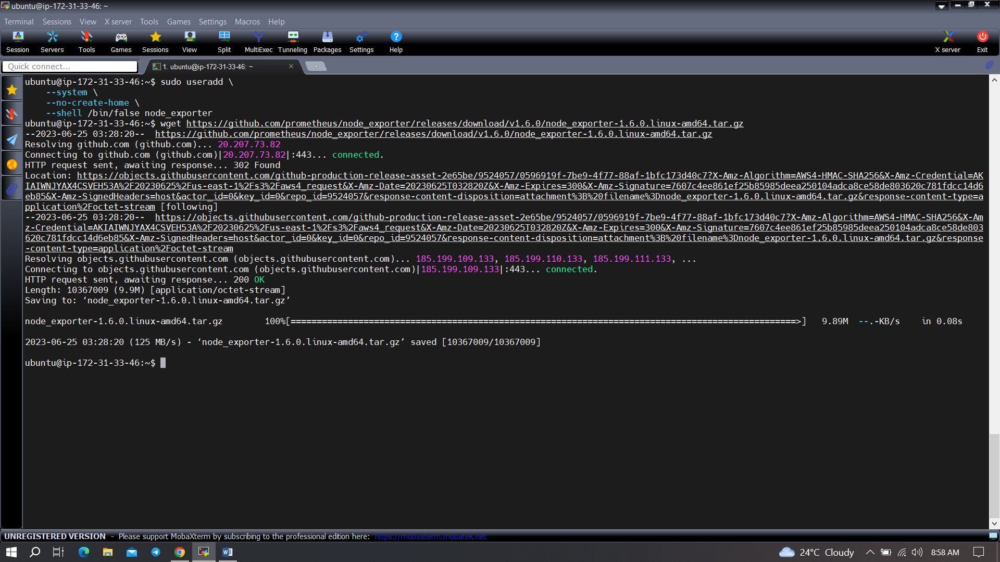 ubuntu@ip-172-31-33-46: ~
Terminal Sessions View X server Tools Games Settings Macros Help
Session Servers Tools Games Sessions View Split MultiExec Tunneling Packages Settings Help X server Exit
Quick connect...
1. ubuntu@ip-172-31-33-46: ~
ubuntu@ip-172-31-33-46:~$ sudo useradd \
--system \
--no-create-home \
--shell /bin/false node_exporter
ubuntu@ip-172-31-33-46:~$ wget https://github.com/prometheus/node_exporter/releases/download/v1.6.0/node_exporter-1.6.0.linux-amd64.tar.gz
--2023-06-25 03:28:20-- https://github.com/prometheus/node_exporter/releases/download/v1.6.0/node_exporter-1.6.0.linux-amd64.tar.gz
Resolving github.com (github.com)... 20.207.73.82
Connecting to github.com (github.com)|20.207.73.82|:443... connected.
HTTP request sent, awaiting response... 302 Found
Location: https://objects.githubusercontent.com/github-production-release-asset-2e65be/9524057/0596919f-7be9-4f77-88af-1bfc173d40c7?X-Amz-Algorithm=AWS4-HMAC-SHA256&X-Amz-Credential=AK
IAIWNJYAX4CSVEH53A%2F20230625%2Fus-east-1%2Fs3%2Faws4_request&X-Amz-Date=20230625T032820Z&X-Amz-Expires=300&X-Amz-Signature=7607c4ee861ef25b85985deea250104adca8ce58de803620c781fdcc14d6
eb85&X-Amz-SignedHeaders=host&actor_id=0&key_id=0&repo_id=9524057&response-content-disposition=attachment%3B%20filename%3Dnode_exporter-1.6.0.linux-amd64.tar.gz&response-content-type=a
pplication%2Foctet-stream [following]
--2023-06-25 03:28:20-- https://objects.githubusercontent.com/github-production-release-asset-2e65be/9524057/0596919f-7be9-4f77-88af-1bfc173d40c7?X-Amz-Algorithm=AWS4-HMAC-SHA256&X-Am
z-Credential=AKIAIWNJYAX4CSVEH53A%2F20230625%2Fus-east-1%2Fs3%2Faws4_request&X-Amz-Date=20230625T032820Z&X-Amz-Expires=300&X-Amz-Signature=7607c4ee861ef25b85985deea250104adca8ce58de803
620c781fdcc14d6eb85&X-Amz-SignedHeaders=host&actor_id=0&key_id=0&repo_id=9524057&response-content-disposition=attachment%3B%20filename%3Dnode_exporter-1.6.0.linux-amd64.tar.gz&response
-content-type=application%2Foctet-stream
Resolving objects.githubusercontent.com (objects.githubusercontent.com)... 185.199.109.133, 185.199.110.133, 185.199.111.133, ...
Connecting to objects.githubusercontent.com (objects.githubusercontent.com)|185.199.109.133|:443... connected.
HTTP request sent, awaiting response... 200 OK
Length: 10367009 (9.9M) [application/octet-stream]
Saving to: ‘node_exporter-1.6.0.linux-amd64.tar.gz’
node_exporter-1.6.0.linux-amd64.tar.gz 100%[=================================================================================================>] 9.89M --.-KB/s in 0.08s
2023-06-25 03:28:20 (125 MB/s) - ‘node_exporter-1.6.0.linux-amd64.tar.gz’ saved [10367009/10367009]
ubuntu@ip-172-31-33-46:~$
UNREGISTERED VERSION - Please support MobaXterm by subscribing to the professional edition here: https://mobaxterm.mobatek.net
24°C Cloudy 8:58 AM